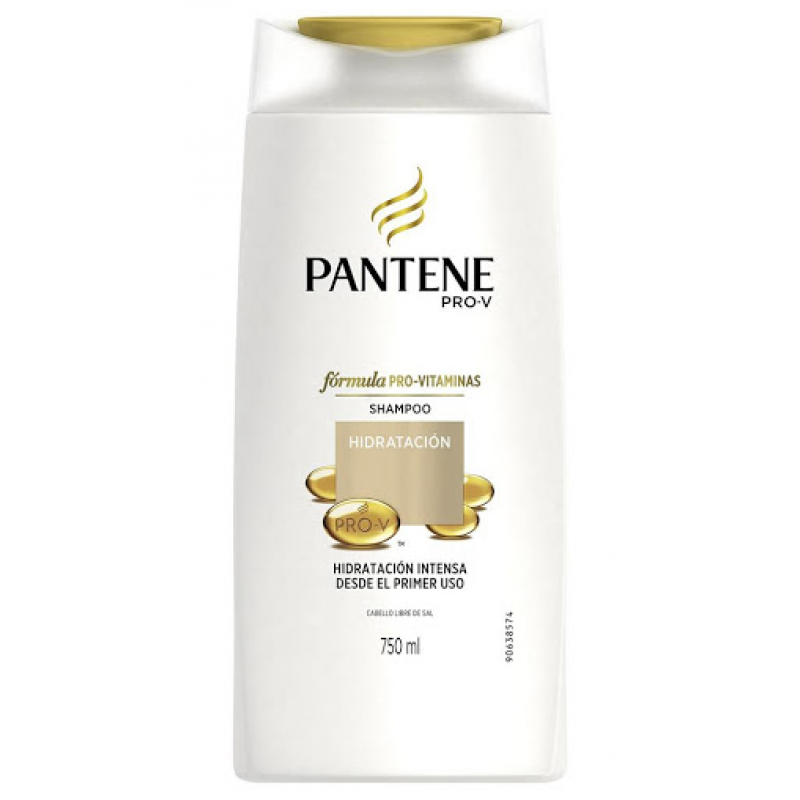 PANTENE
PRO-V
fórmula PRO-VITAMINAS
SHAMPOO
HIDRATACIÓN
PRO-V
TM
HIDRATACIÓN INTENSA
DESDE EL PRIMER USO
CABELLO LIBRE DE SAL
750 ml
90638574